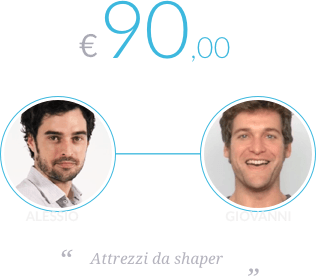 €90,00
ALESSIO GIOVANNI
“ Attrezzi da shaper ”